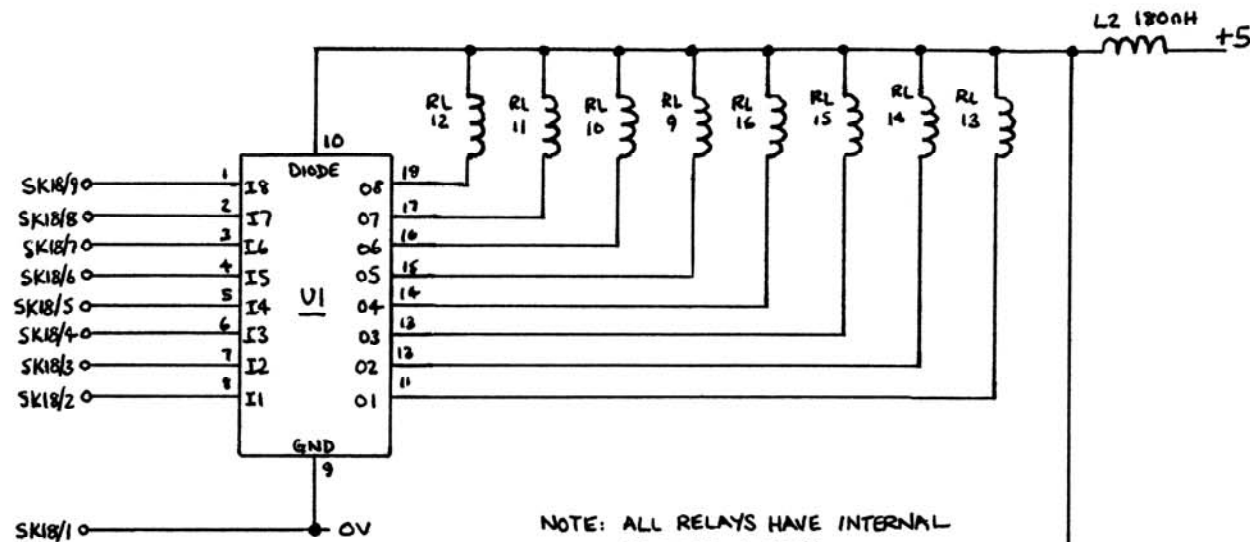 L2 180nH
+5
RL 12
RL 11
RL 10
RL 9
RL 16
RL 15
RL 14
RL 13
10
DIODE
SK18/9 1 I8 O8 18
SK18/8 2 I7 O7 17
SK18/7 3 I6 O6 16
SK18/6 4 I5 O5 15
SK18/5 5 I4 O4 14
U1
SK18/4 6 I3 O3 13
SK18/3 7 I2 O2 12
SK18/2 8 I1 O1 11
GND
9
SK18/1 0V
NOTE: ALL RELAYS HAVE INTERNAL